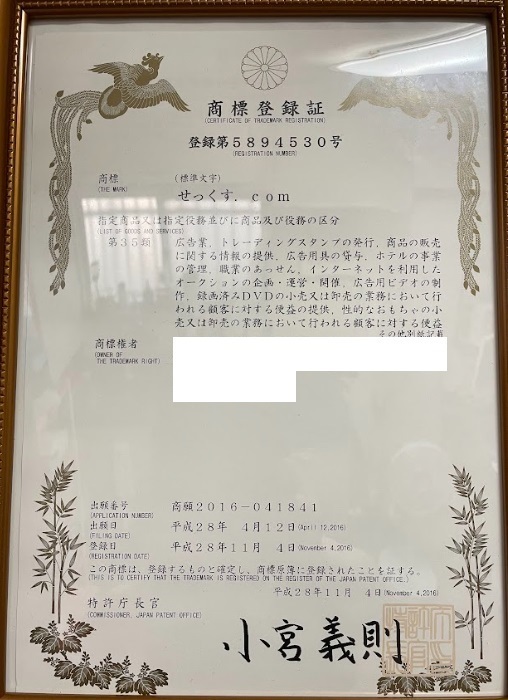 商標登録証
(CERTIFICATE OF TRADEMARK REGISTRATION)
登録第5894530号
(REGISTRATION NUMBER)
商標 (標準文字)
(THE MARK)
せっくす．com
指定商品又は指定役務並びに商品及び役務の区分
(LIST OF GOODS AND SERVICES)
第35類 広告業，トレーディングスタンプの発行，商品の販売
に関する情報の提供，広告用具の貸与，ホテルの事業
の管理，職業のあっせん，インターネットを利用した
オークションの企画・運営・開催，広告用ビデオの制
作，録画済みDVDの小売又は卸売の業務において行
われる顧客に対する便益の提供，性的なおもちゃの小
売又は卸売の業務において行われる顧客に対する便益
その他別紙記載
商標権者
(OWNER OF
THE TRADEMARK RIGHT)
出願番号 商願2016-041841
(APPLICATION NUMBER)
出願日 平成28年 4月12日(April 12,2016)
(FILING DATE)
登録日 平成28年11月 4日(November 4,2016)
(REGISTRATION DATE)
この商標は、登録するものと確定し、商標原簿に登録されたことを証する。
(THIS IS TO CERTIFY THAT THE TRADEMARK IS REGISTERED ON THE REGISTER OF THE JAPAN PATENT OFFICE.)
平成28年11月 4日(November 4,2016)
特許庁長官
(COMMISSIONER, JAPAN PATENT OFFICE)
小宮義則